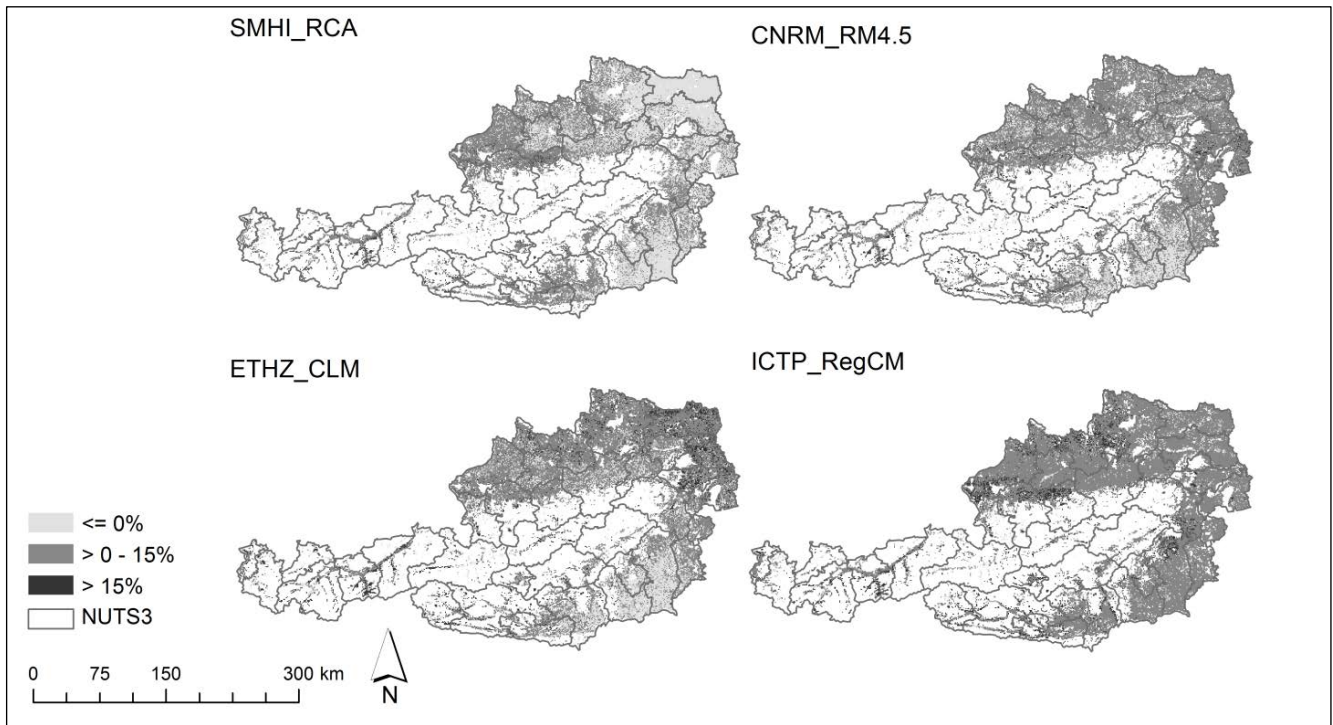 SMHI_RCA
CNRM_RM4.5
ETHZ_CLM
ICTP_RegCM
<= 0%
> 0 - 15%
> 15%
NUTS3
0 75 150 300 km
N